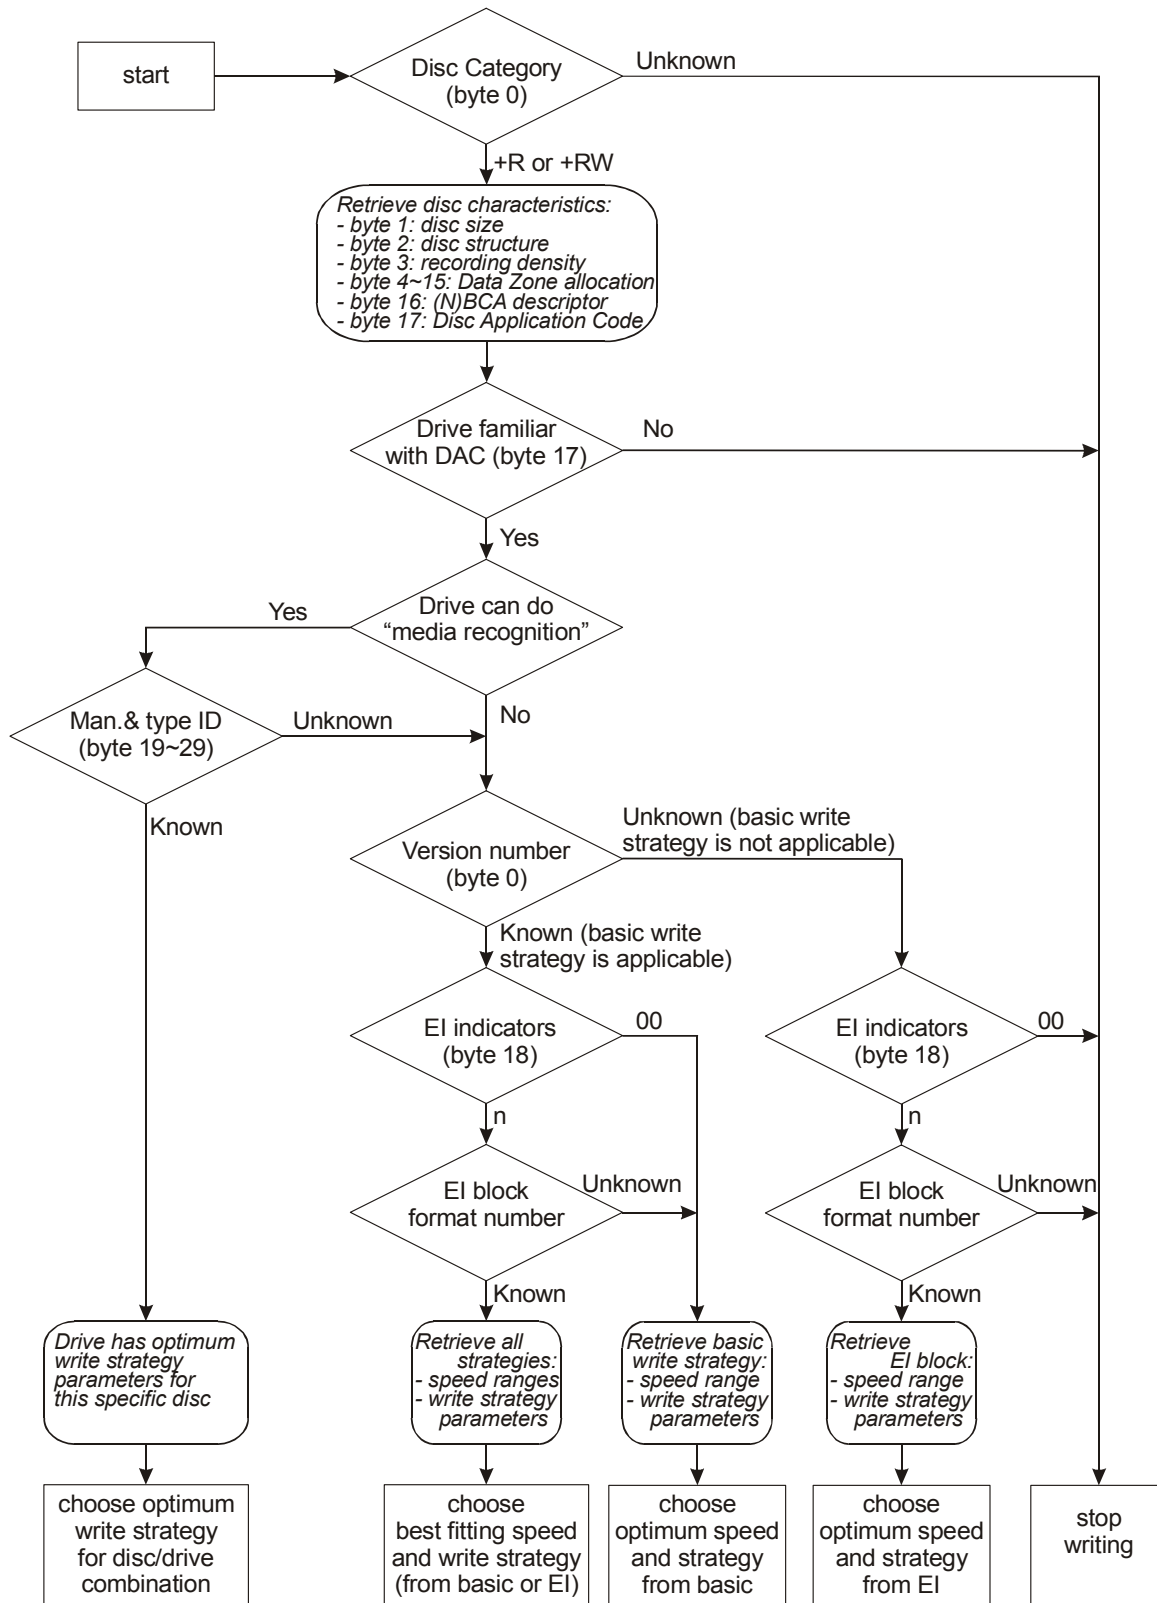 start
Disc Category
(byte 0)
Unknown
+R or +RW
Retrieve disc characteristics:
- byte 1: disc size
- byte 2: disc structure
- byte 3: recording density
- byte 4~15: Data Zone allocation
- byte 16: (N)BCA descriptor
- byte 17: Disc Application Code
Drive familiar
with DAC (byte 17)
No
Yes
Drive can do
“media recognition”
Yes
No
Man.& type ID
(byte 19~29)
Unknown
Known
Version number
(byte 0)
Unknown (basic write
strategy is not applicable)
Known (basic write
strategy is applicable)
EI indicators
(byte 18)
00
n
EI indicators
(byte 18)
00
n
EI block
format number
Unknown
Known
EI block
format number
Unknown
Known
Drive has optimum
write strategy
parameters for
this specific disc
Retrieve all
strategies:
- speed ranges
- write strategy
parameters
Retrieve basic
write strategy:
- speed range
- write strategy
parameters
Retrieve
EI block:
- speed range
- write strategy
parameters
choose optimum
write strategy
for disc/drive
combination
choose
best fitting speed
and write strategy
(from basic or EI)
choose
optimum speed
and strategy
from basic
choose
optimum speed
and strategy
from EI
stop
writing